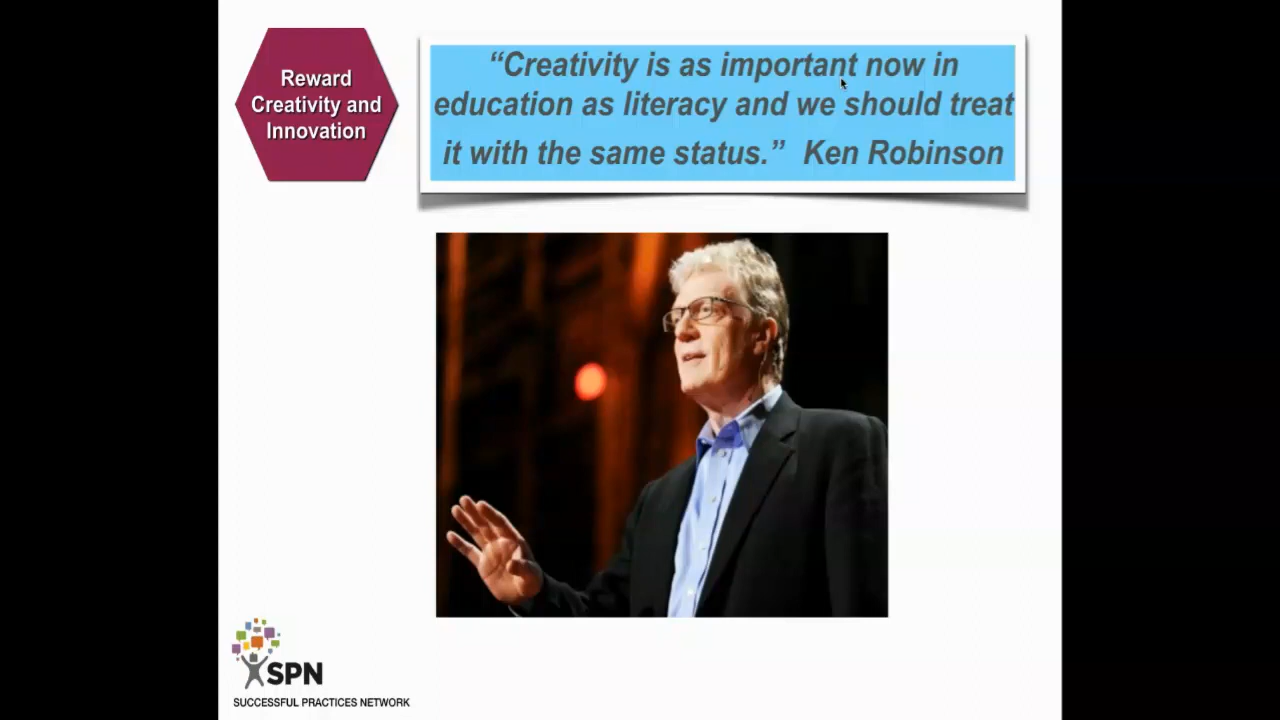 Reward
Creativity and
Innovation
“Creativity is as important now in
education as literacy and we should treat
it with the same status.” Ken Robinson
SPN
SUCCESSFUL PRACTICES NETWORK